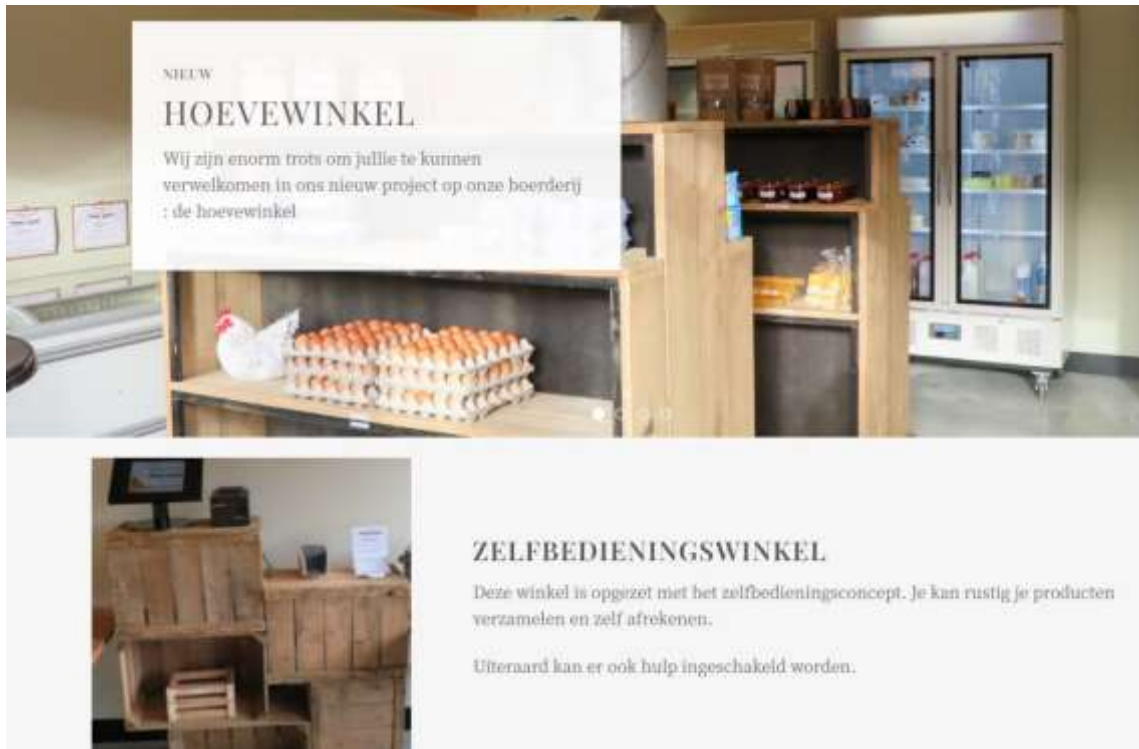 NIEUW
HOEVEWINKEL
Wij zijn enorm trots om jullie te kunnen
verwelkomen in ons nieuw project op onze boerderij
: de hoevewinkel
ZELFBEDIENINGSWINKEL
Deze winkel is opgezet met het zelfbedieningsconcept. Je kan rustig je producten
verzamelen en zelf afrekenen.
Uiteraard kan er ook hulp ingeschakeld worden.